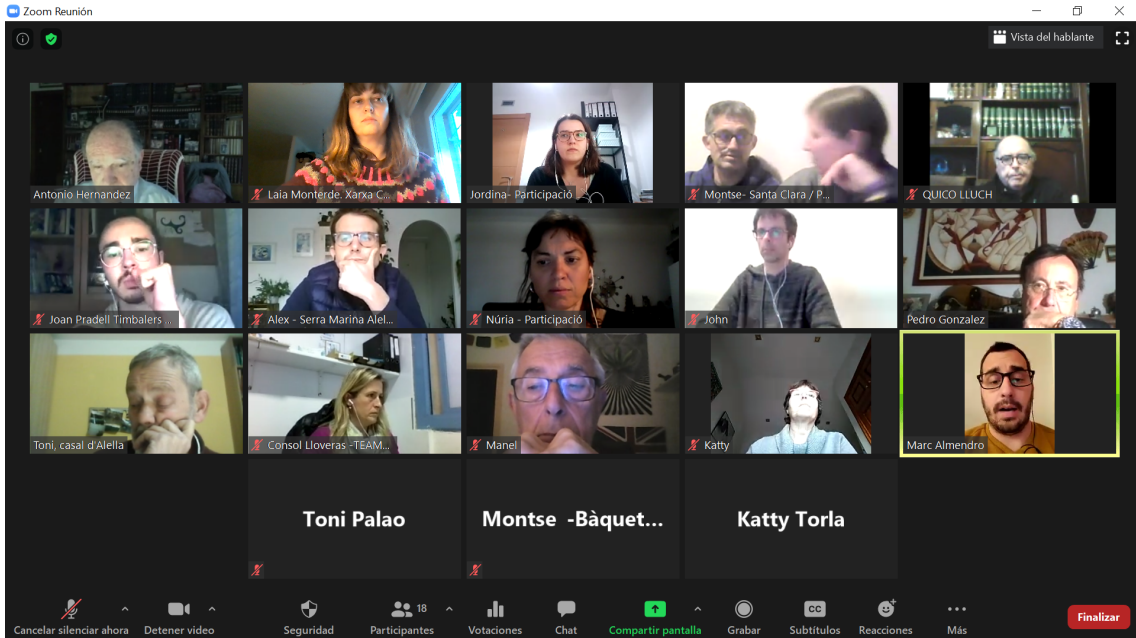 Zoom Reunión
Vista del hablante
Antonio Hernandez
Laia Monterde. Xarxa C...
Jordina- Participació
Montse- Santa Clara / P...
QUICO LLUCH
Joan Pradell Timbalers ...
Alex - Serra Marina Alel...
Núria - Participació
John
Pedro Gonzalez
Toni, casal d'Alella
Consol Lloveras -TEAM...
Manel
Katty
Marc Almendro
Toni Palao
Montse -Bàquet...
Katty Torla
18
CC
Cancelar silenciar ahora
Detener video
Seguridad
Participantes
Votaciones
Chat
Compartir pantalla
Grabar
Subtítulos
Reacciones
Más
Finalizar